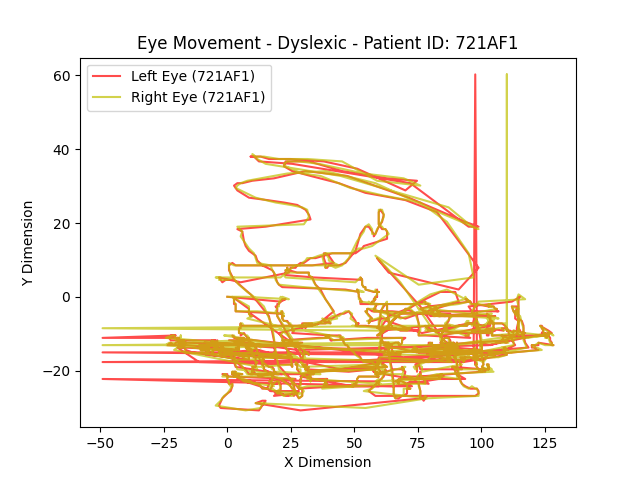 Eye Movement - Dyslexic - Patient ID: 721AF1
Left Eye (721AF1)
Right Eye (721AF1)
Y Dimension
60
40
20
0
−20
−50
−25
0
25
50
75
100
125
X Dimension